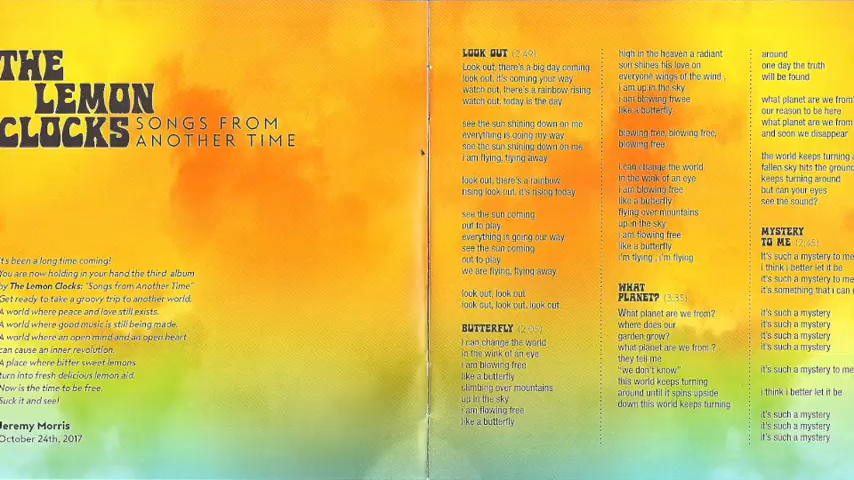 THE
LEMON
CLOCKS SONGS FROM
ANOTHER TIME
It's been a long time coming!
You are now holding in your hand the third album
by The Lemon Clocks: "Songs from Another Time"
Get ready to take a groovy trip to another world.
A world where peace and love still exists.
A world where good music is still being made.
A world where an open mind and an open heart
can cause an inner revolution.
A place where bitter sweet lemons
turn into fresh delicious lemon aid.
Now is the time to be free.
Suck it and see!
Jeremy Morris
October 24th, 2017
LOOK OUT (2:49)
Look out, there's a big day coming
look out, it's coming your way
watch out, there's a rainbow rising
watch out, today is the day
see the sun shining down on me
everything is going my way
see the sun shining down on me
i am flying, flying away
look out, there's a rainbow
rising look out, it's rising today
see the sun coming
out to play
everything is going our way
see the sun coming
out to play
we are flying, flying away
look out, look out
look out, look out, look out
BUTTERFLY (2:05)
i can change the world
in the wink of an eye
i am blowing free
like a butterfly
climbing over mountains
up in the sky
i am flowing free
like a butterfly
high in the heaven a radiant
sun shines his love on
everyone wings of the wind ,
i am up in the sky
i am blowing frwee
like a butterfly
blowing free, blowing free,
blowing free
i can change the world
in the wink of an eye
i am blowing free
like a butterfly
flying over mountains
up in the sky
i am flowing free
like a butterfly
i'm flying , i'm flying
WHAT
PLANET? (3:35)
What planet are we from?
where does our
garden grow?
what planet are we from ?
they tell me
"we don't know"
this world keeps turning
around until it spins upside
down this world keeps turning
around
one day the truth
will be found
what planet are we from
our reason to be here
what planet are we from
and soon we disappear
the world keeps turning
fallen sky hits the ground
keeps turning around
but can your eyes
see the sound?
MYSTERY
TO ME (2:45)
It's such a mystery to me
i think i better let it be
it's such a mystery to me
it's something that i can
it's such a mystery
it's such a mystery
it's such a mystery
it's such a mystery
it's such a mystery to me
i think i better let it be
it's such a mystery
it's such a mystery
it's such a mystery